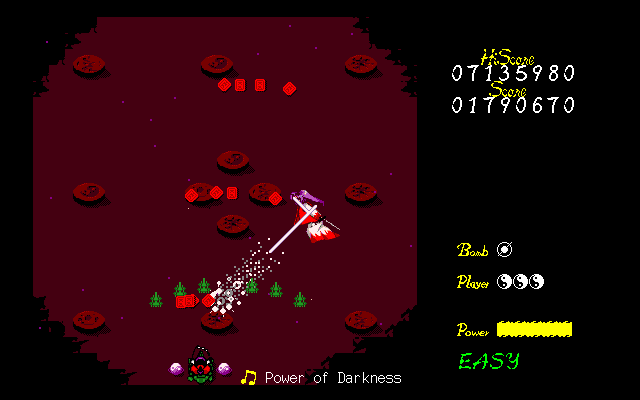 HiScore
07135980
Score
01790670
Bomb
Player
Power
EASY
Power of Darkness